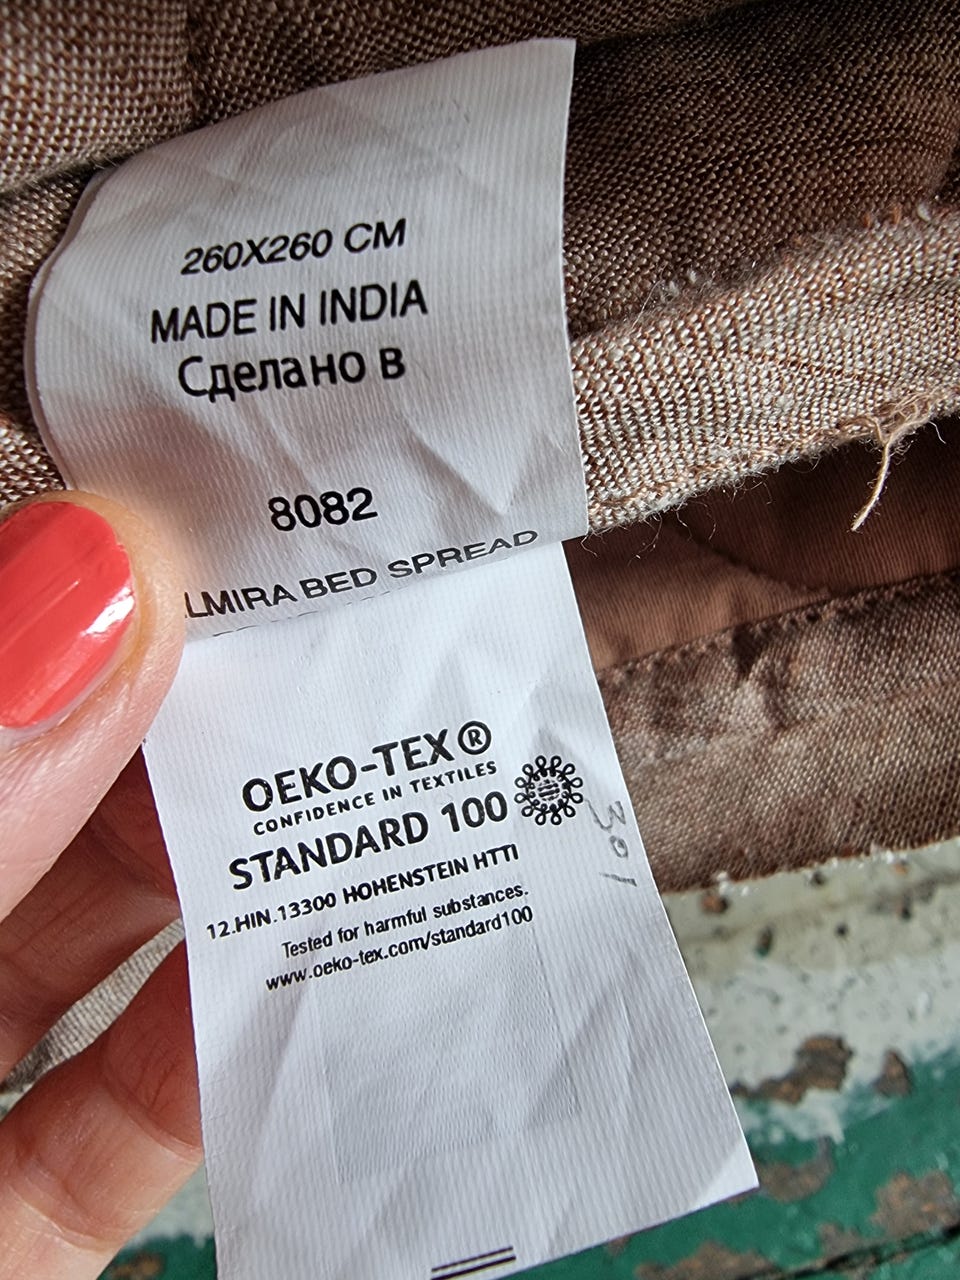 260X260 CM
MADE IN INDIA
Сделано в
8082
LMIRA BED SPREAD
OEKO-TEX®
CONFIDENCE IN TEXTILES
STANDARD 100
12.HIN.13300 HOHENSTEIN HTTI
Tested for harmful substances.
www.oeko-tex.com/standard100